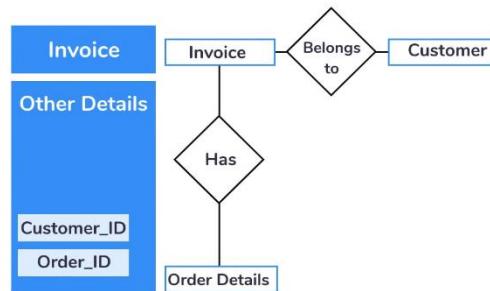 Invoice
Invoice
Belongs
to
Customer
Other Details
Has
Customer_ID
Order_ID
Order Details